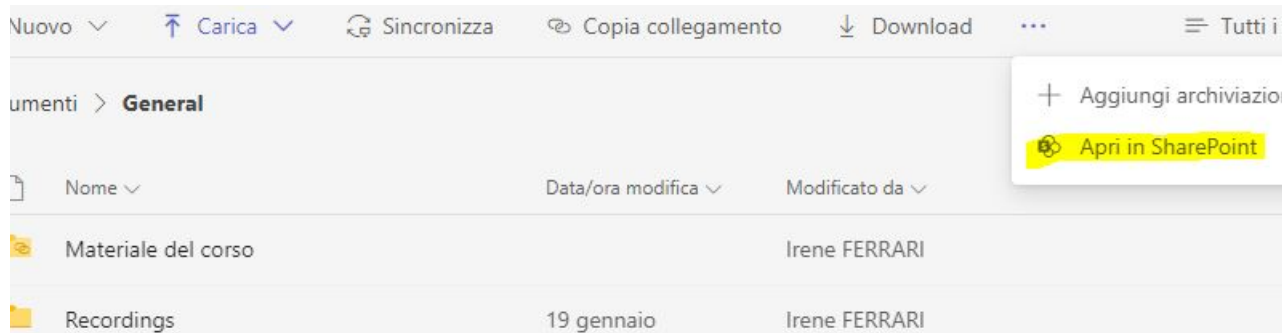 Nuovo Carica Sincronizza Copia collegamento Download ... Tutti i
umenti > General
Aggiungi archiviazion
Apri in SharePoint
Nome Data/ora modifica Modificato da
Materiale del corso Irene FERRARI
Recordings 19 gennaio Irene FERRARI